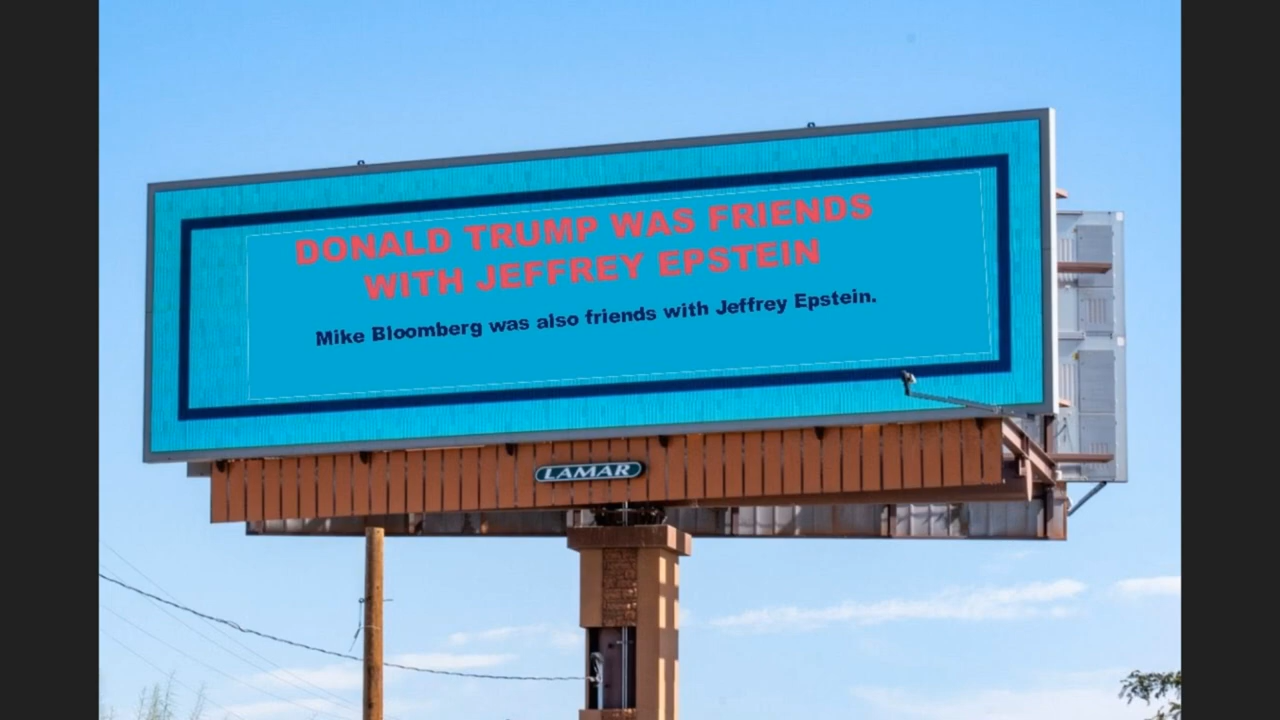 DONALD TRUMP WAS FRIENDS
WITH JEFFREY EPSTEIN
Mike Bloomberg was also friends with Jeffrey Epstein.
LAMAR